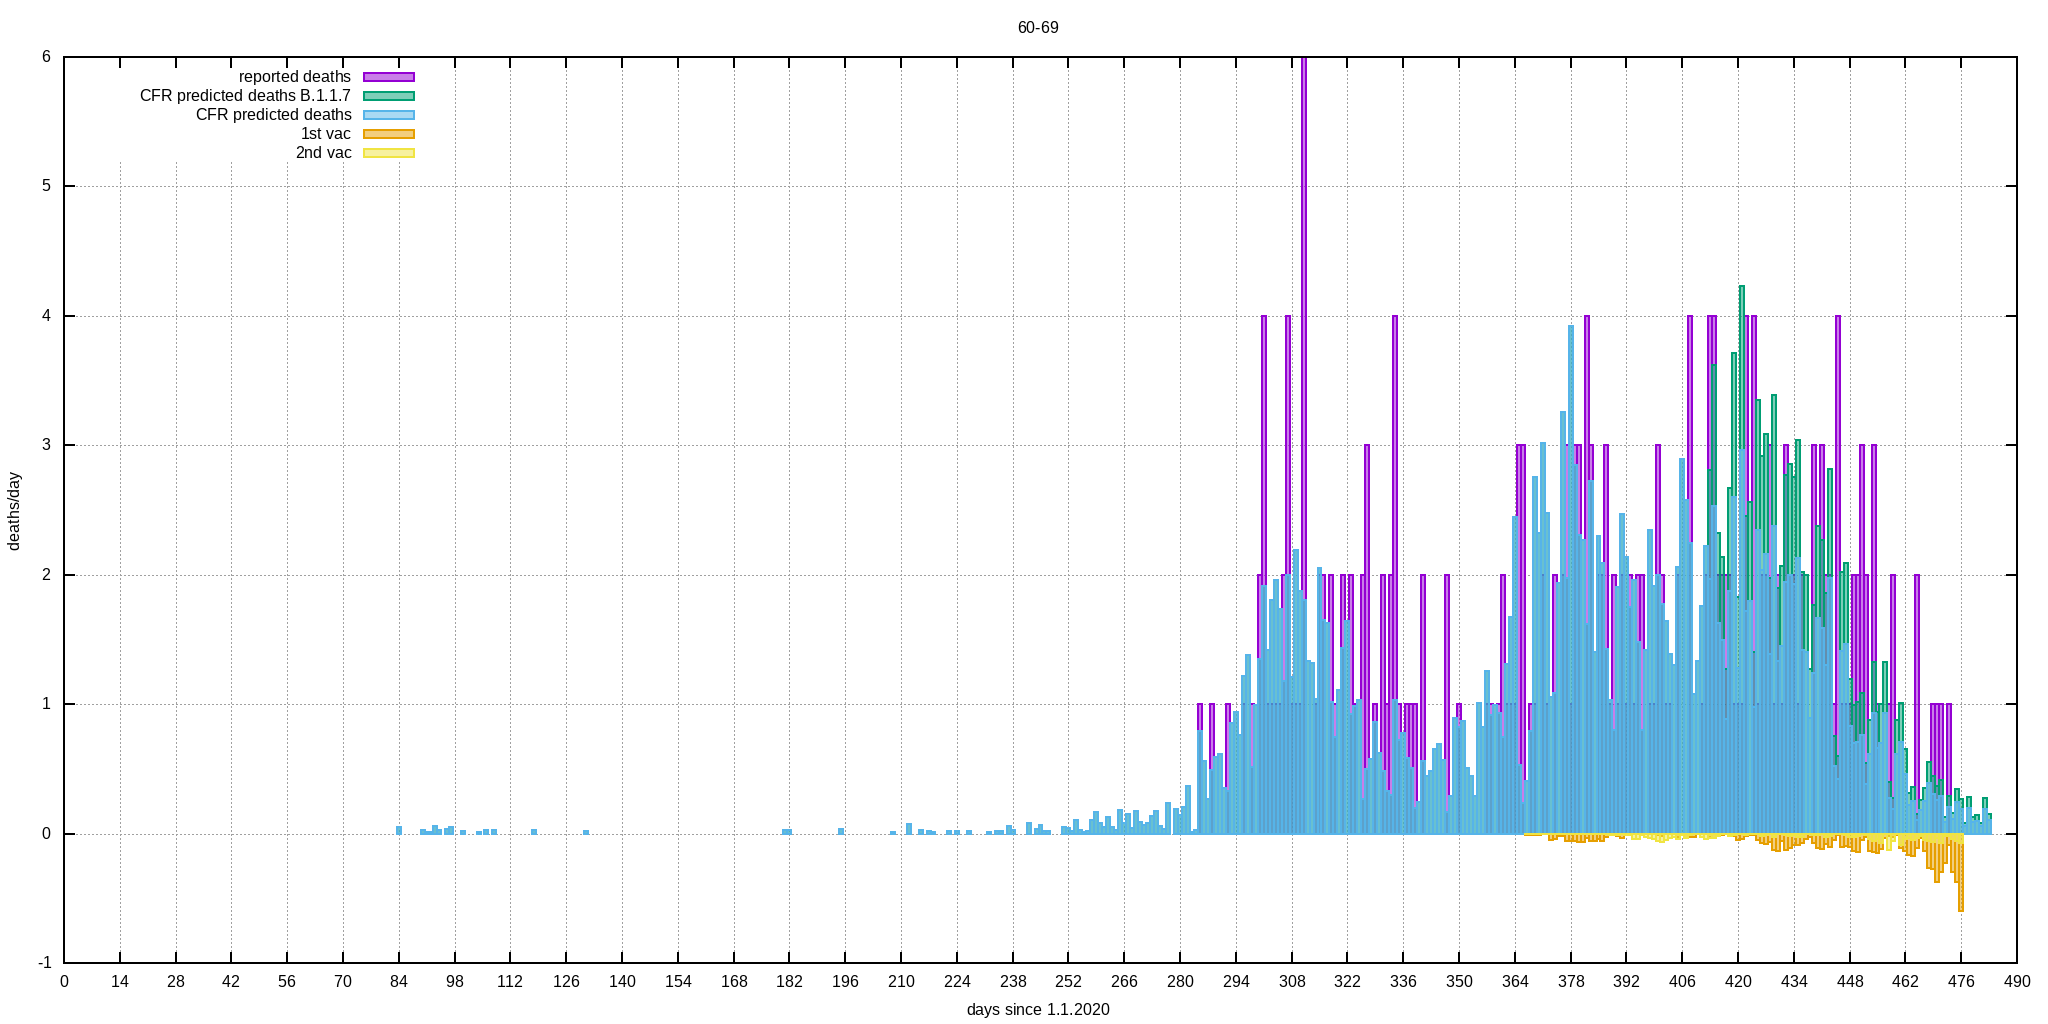 60-69
reported deaths
CFR predicted deaths B.1.1.7
CFR predicted deaths
1st vac
2nd vac
6
5
4
3
2
1
0
-1
deaths/day
0 14 28 42 56 70 84 98 112 126 140 154 168 182 196 210 224 238 252 266 280 294 308 322 336 350 364 378 392 406 420 434 448 462 476 490
days since 1.1.2020